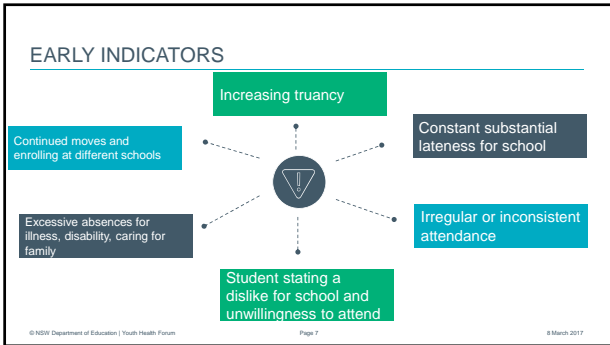 EARLY INDICATORS
Increasing truancy
Constant substantial
lateness for school
Continued moves and
enrolling at different schools
Irregular or inconsistent
attendance
Excessive absences for
illness, disability, caring for
family
Student stating a
dislike for school and
unwillingness to attend
© NSW Department of Education | Youth Health Forum
Page 7
8 March 2017